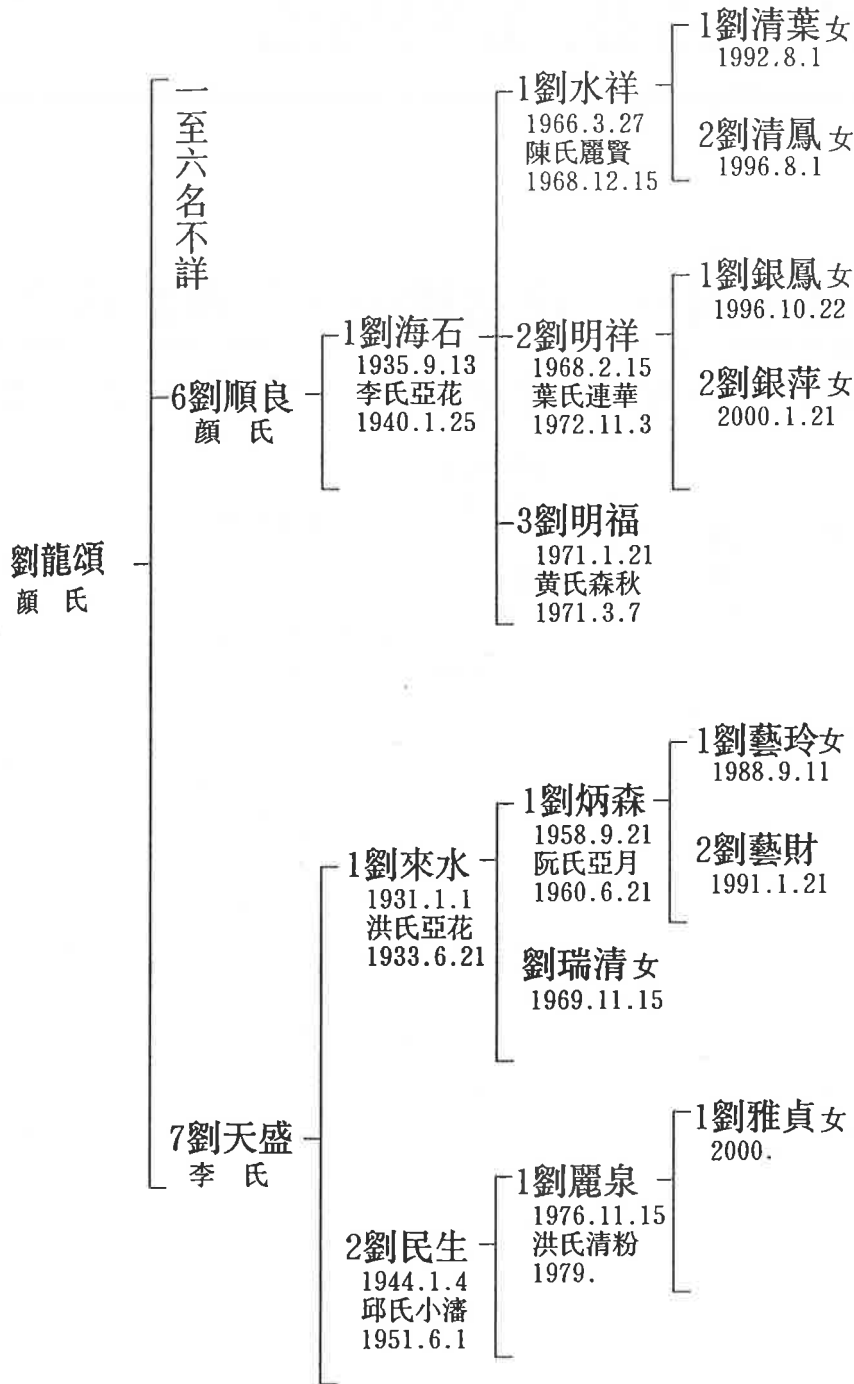 劉龍頌
顏 氏
一至六名不詳
6劉順良
顏 氏
1劉海石
1935.9.13
李氏亞花
1940.1.25
1劉水祥
1966.3.27
陳氏麗賢
1968.12.15
1劉清葉女
1992.8.1
2劉清鳳女
1996.8.1
2劉明祥
1968.2.15
葉氏連華
1972.11.3
1劉銀鳳女
1996.10.22
2劉銀萍女
2000.1.21
3劉明福
1971.1.21
黃氏森秋
1971.3.7
7劉天盛
李 氏
1劉來水
1931.1.1
洪氏亞花
1933.6.21
1劉炳森
1958.9.21
阮氏亞月
1960.6.21
1劉藝玲女
1988.9.11
2劉藝財
1991.1.21
劉瑞清女
1969.11.15
2劉民生
1944.1.4
邱氏小瀋
1951.6.1
1劉麗泉
1976.11.15
洪氏清粉
1979.
1劉雅貞女
2000.